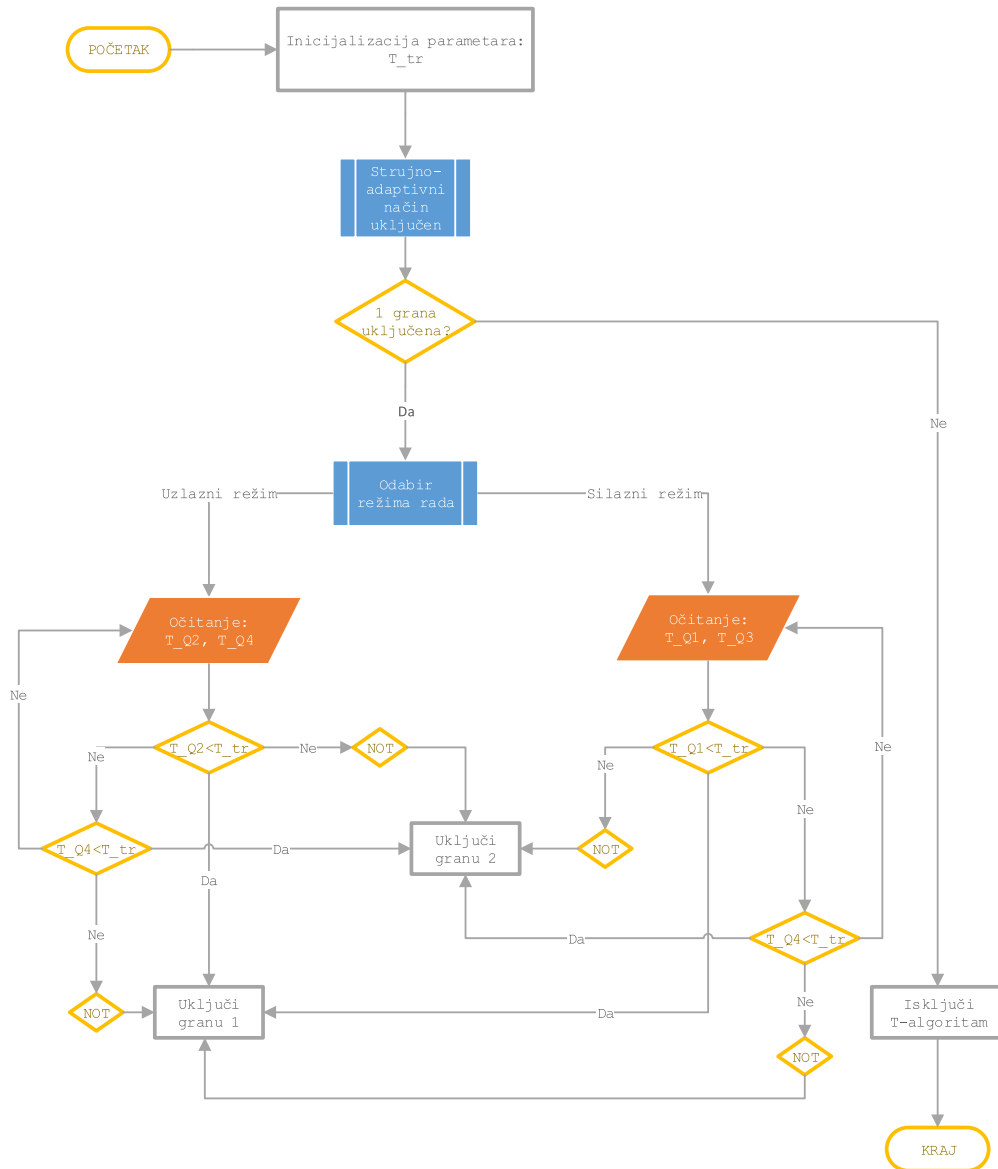 POČETAK
Inicijalizacija parametara:
T_tr
Strujno-
adaptivni
način
uključen
1 grana
uključena?
Ne
Da
Uzlazni režim
Odabir
režima rada
Silazni režim
Očitanje:
T_Q2, T_Q4
Očitanje:
T_Q1, T_Q3
Ne
T_Q2<T_tr
Ne
NOT
Ne
T_Q1<T_tr
Ne
Ne
Ne
T_Q4<T_tr
Da
Uključi
granu 2
NOT
Da
Ne
Da
T_Q4<T_tr
NOT
Uključi
granu 1
Da
Ne
Isključi
T-algoritam
NOT
KRAJ